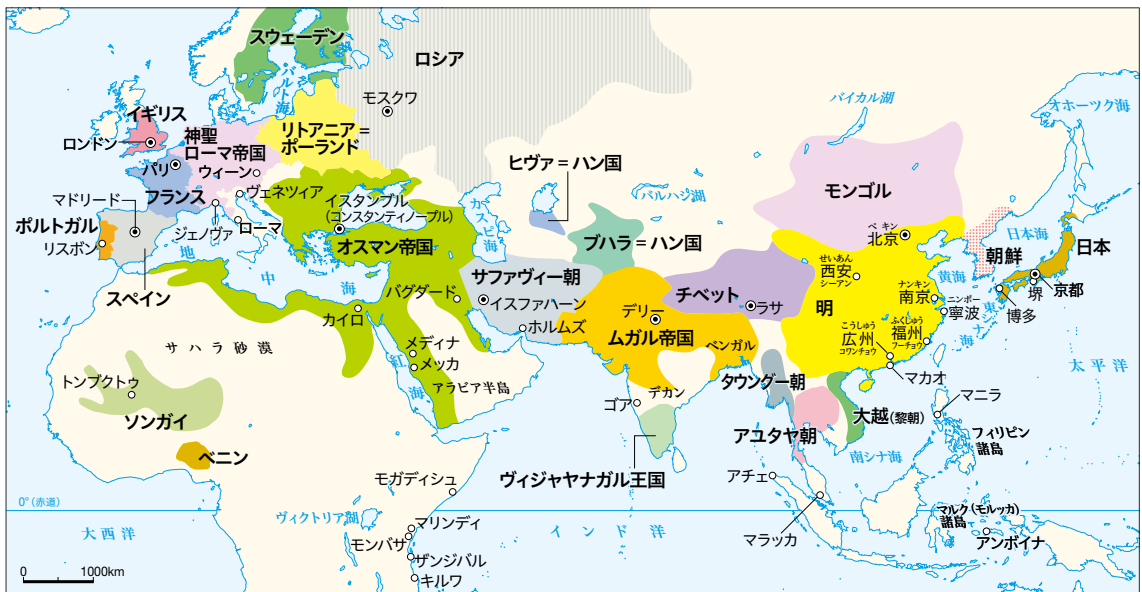 スウェーデン
ロシア
バルト海
モスクワ
バイカル湖
オホーツク海
イギリス
ロンドン
神聖
ローマ帝国
リトアニア＝
ポーランド
パリ
ウィーン
ヒヴァ＝ハン国
モンゴル
マドリード
フランス
ヴェネツィア
イスタンブル
（コンスタンティノープル）
カスピ海
バルハシ湖
ポルトガル
リスボン
ジェノヴァ
ローマ
オスマン帝国
ブハラ＝ハン国
ペキン
北京
日本海
朝鮮
日本
地中海
スペイン
サファヴィー朝
バグダード
イスファハーン
チベット
ラサ
せいあん
西安
シーアン
明
ナンキン
南京
黄海
ニンポー
寧波
東シナ海
博多
堺
京都
カイロ
ホルムズ
デリー
ムガル帝国
ベンガル
こうしゅう
広州
コワンチョウ
ふくしゅう
福州
フーチョウ
サハラ砂漠
メディナ
メッカ
紅海
アラビア半島
マカオ
太平洋
トンブクトゥ
ソンガイ
ゴア
デカン
タウングー朝
大越（黎朝）
マニラ
アユタヤ朝
フィリピン
諸島
ベニン
ヴィジャヤナガル王国
南シナ海
モガディシュ
アチェ
0°（赤道）
ヴィクトリア湖
マリンディ
モンバサ
マルク（モルッカ）
諸島
アンボイナ
大西洋
インド洋
マラッカ
ザンジバル
キルワ
0 1000km